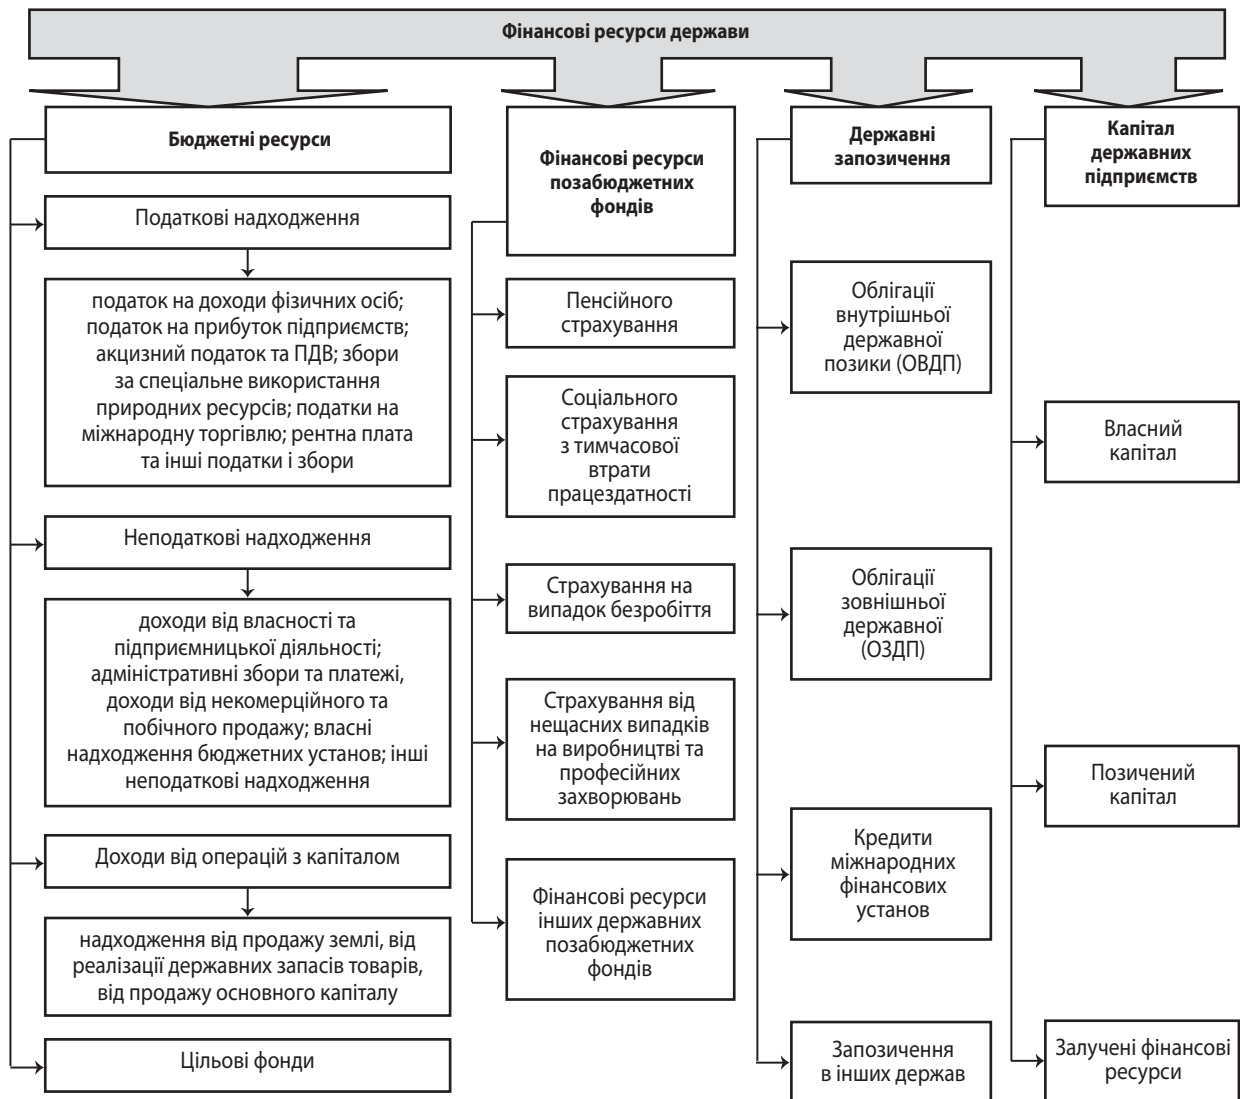 Фінансові ресурси держави
Бюджетні ресурси
Податкові надходження
податок на доходи фізичних осіб;
податок на прибуток підприємств;
акцизний податок та ПДВ; збори
за спеціальне використання
природних ресурсів; податки на
міжнародну торгівлю; рентна плата
та інші податки і збори
Неподаткові надходження
доходи від власності та
підприємницької діяльності;
адміністративні збори та платежі,
доходи від некомерційного та
побічного продажу; власні
надходження бюджетних установ; інші
неподаткові надходження
Доходи від операцій з капіталом
надходження від продажу землі, від
реалізації державних запасів товарів,
від продажу основного капіталу
Цільові фонди
Фінансові ресурси
позабюджетних
фондів
Пенсійного
страхування
Соціального
страхування
з тимчасової
втрати
працездатності
Страхування на
випадок безробіття
Страхування від
нещасних випадків
на виробництві та
професійних
захворювань
Фінансові ресурси
інших державних
позабюджетних
фондів
Державні
запозичення
Облігації
внутрішньої
державної
позики (ОВДП)
Облігації
зовнішньої
державної
(ОЗДП)
Кредити
міжнародних
фінансових
установ
Запозичення
в інших держав
Капітал
державних
підприємств
Власний
капітал
Позичений
капітал
Залучені фінансові
ресурси